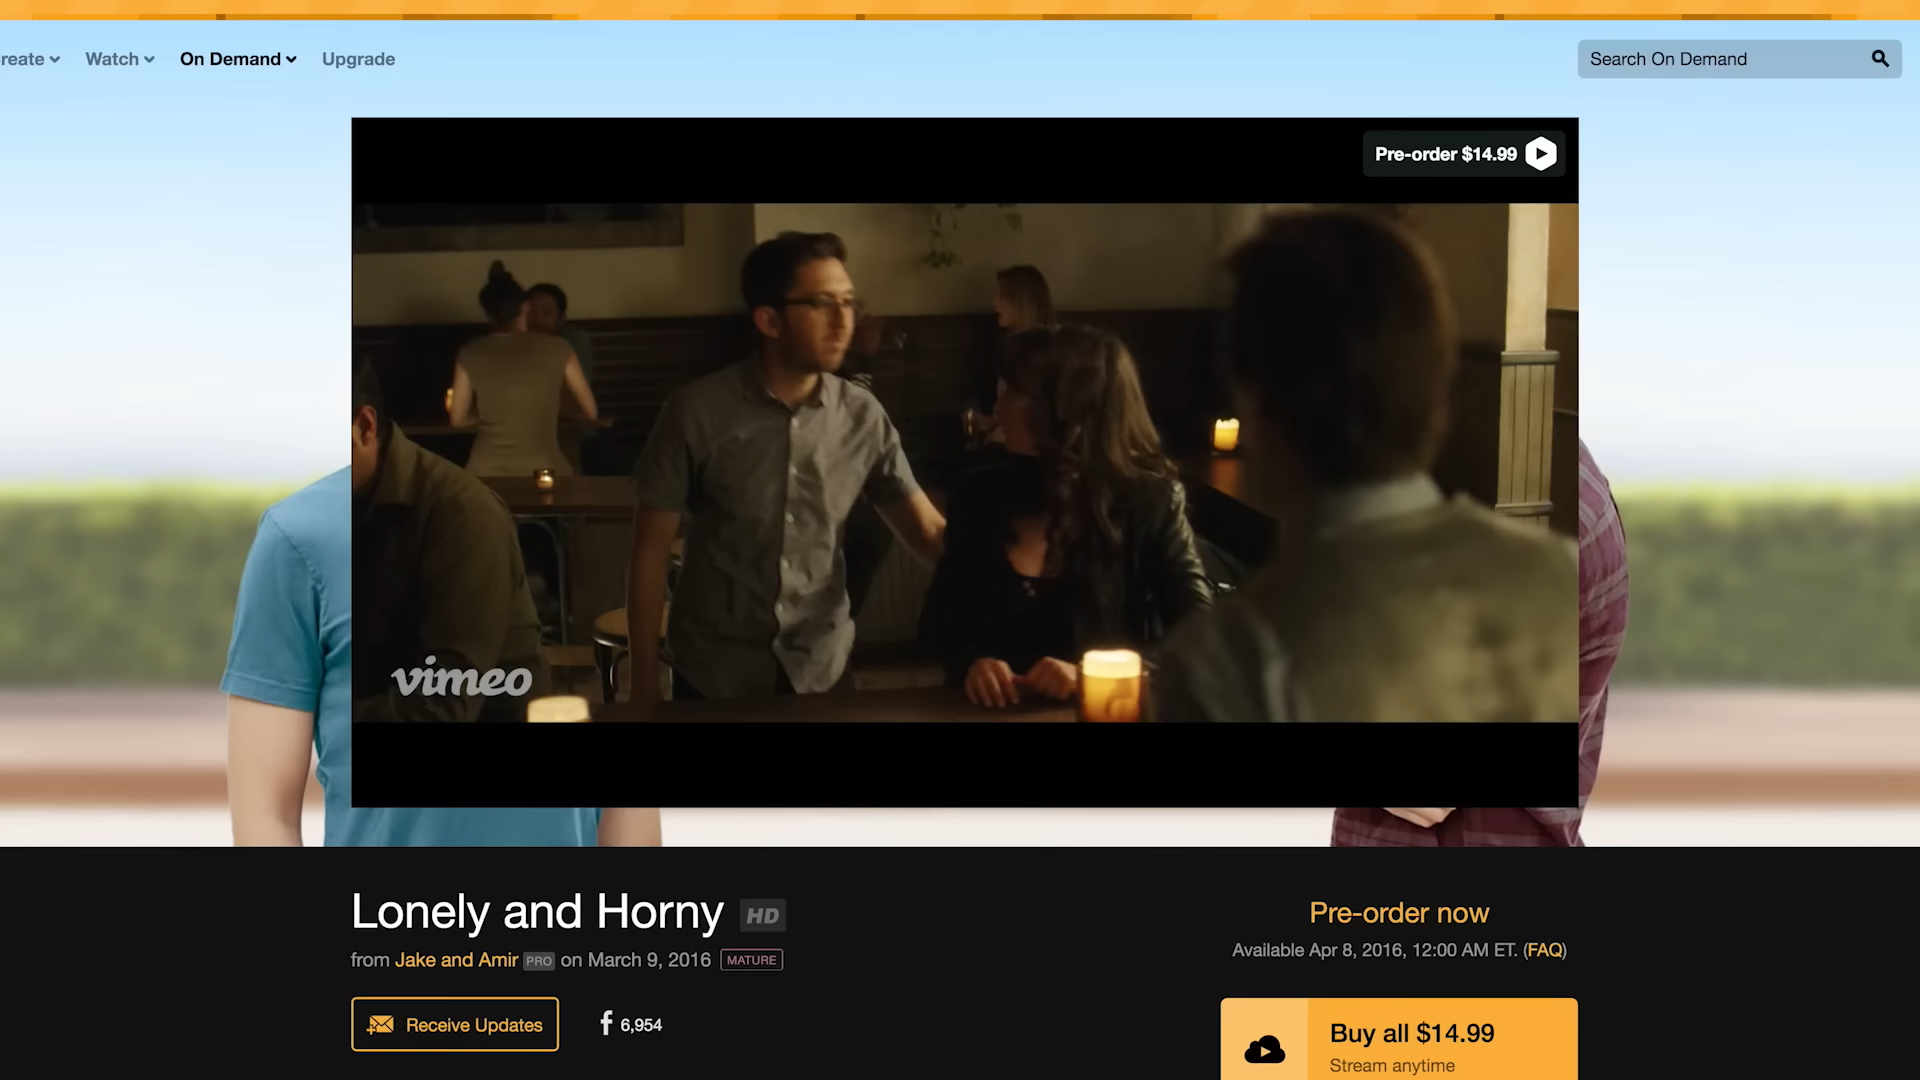 reate Watch On Demand Upgrade Search On Demand
Pre-order $14.99
vimeo
Lonely and Horny HD
from Jake and Amir PRO on March 9, 2016 MATURE
Receive Updates
6,954
Pre-order now
Available Apr 8, 2016, 12:00 AM ET. (FAQ)
Buy all $14.99
Stream anytime